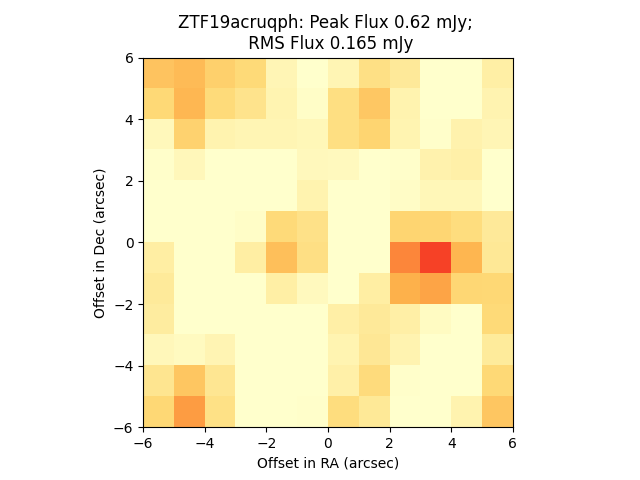 ZTF19acruqph: Peak Flux 0.62 mJy;
RMS Flux 0.165 mJy
6
4
2
0
−2
−4
−6
Offset in Dec (arcsec)
−6 −4 −2 0 2 4 6
Offset in RA (arcsec)